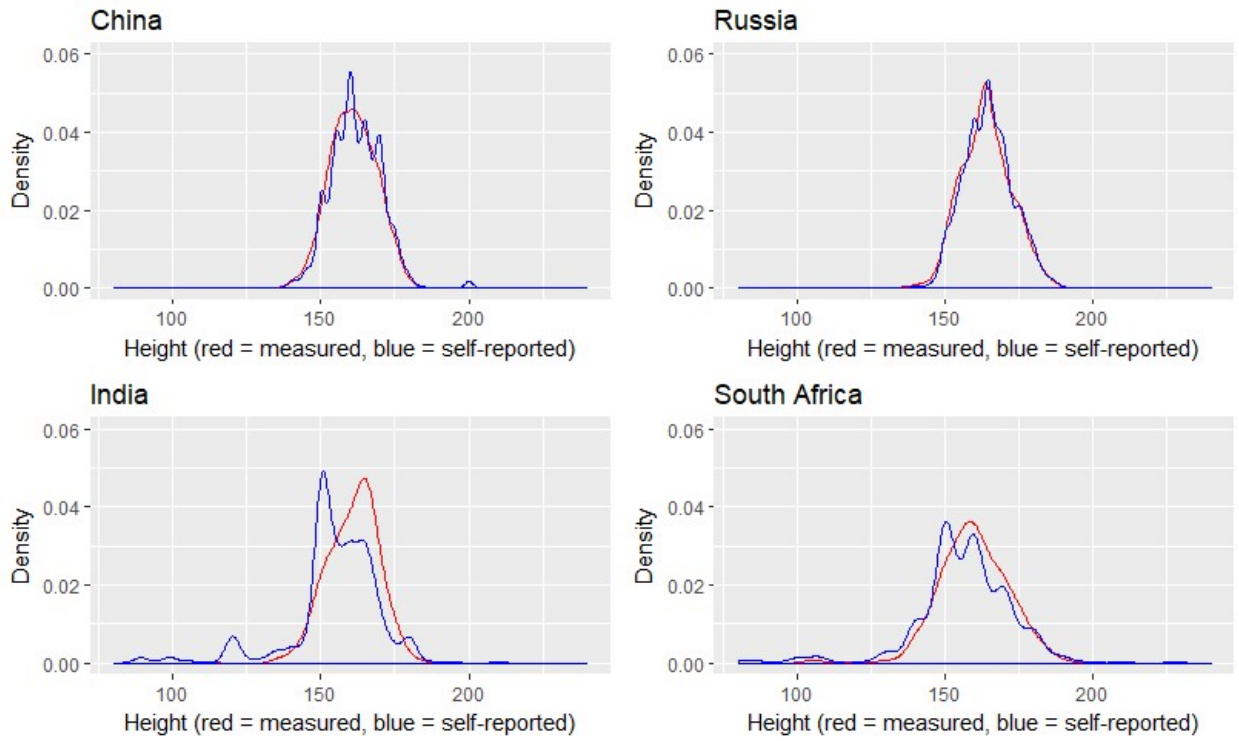 China
0.06
0.04
0.02
0.00
Density
100 150 200
Height (red = measured, blue = self-reported)
Russia
0.06
0.04
0.02
0.00
Density
100 150 200
Height (red = measured, blue = self-reported)
India
0.06
0.04
0.02
0.00
Density
100 150 200
Height (red = measured, blue = self-reported)
South Africa
0.06
0.04
0.02
0.00
Density
100 150 200
Height (red = measured, blue = self-reported)